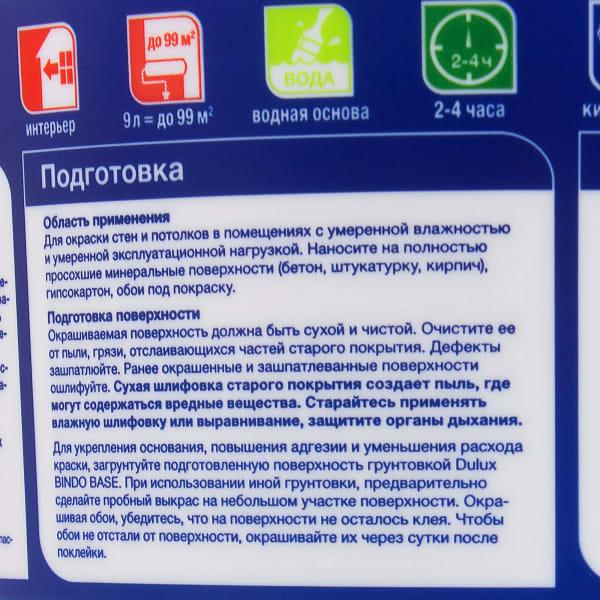 до 99 м²
ВОДА
2-4 ч
интерьер
9 л = до 99 м²
водная основа
2-4 часа
Подготовка
Область применения
Для окраски стен и потолков в помещениях с умеренной влажностью
и умеренной эксплуатационной нагрузкой. Наносите на полностью
просохшие минеральные поверхности (бетон, штукатурку, кирпич),
гипсокартон, обои под покраску.
Подготовка поверхности
Окрашиваемая поверхность должна быть сухой и чистой. Очистите ее
от пыли, грязи, отслаивающихся частей старого покрытия. Дефекты
зашпатлюйте. Ранее окрашенные и зашпатлеванные поверхности
ошлифуйте. Сухая шлифовка старого покрытия создает пыль, где
могут содержаться вредные вещества. Старайтесь применять
влажную шлифовку или выравнивание, защитите органы дыхания.
Для укрепления основания, повышения адгезии и уменьшения расхода
краски, загрунтуйте подготовленную поверхность грунтовкой Dulux
BINDO BASE. При использовании иной грунтовки, предварительно
сделайте пробный выкрас на небольшом участке поверхности. Окра-
шивая обои, убедитесь, что на поверхности не осталось клея. Чтобы
обои не отстали от поверхности, окрашивайте их через сутки после
поклейки.